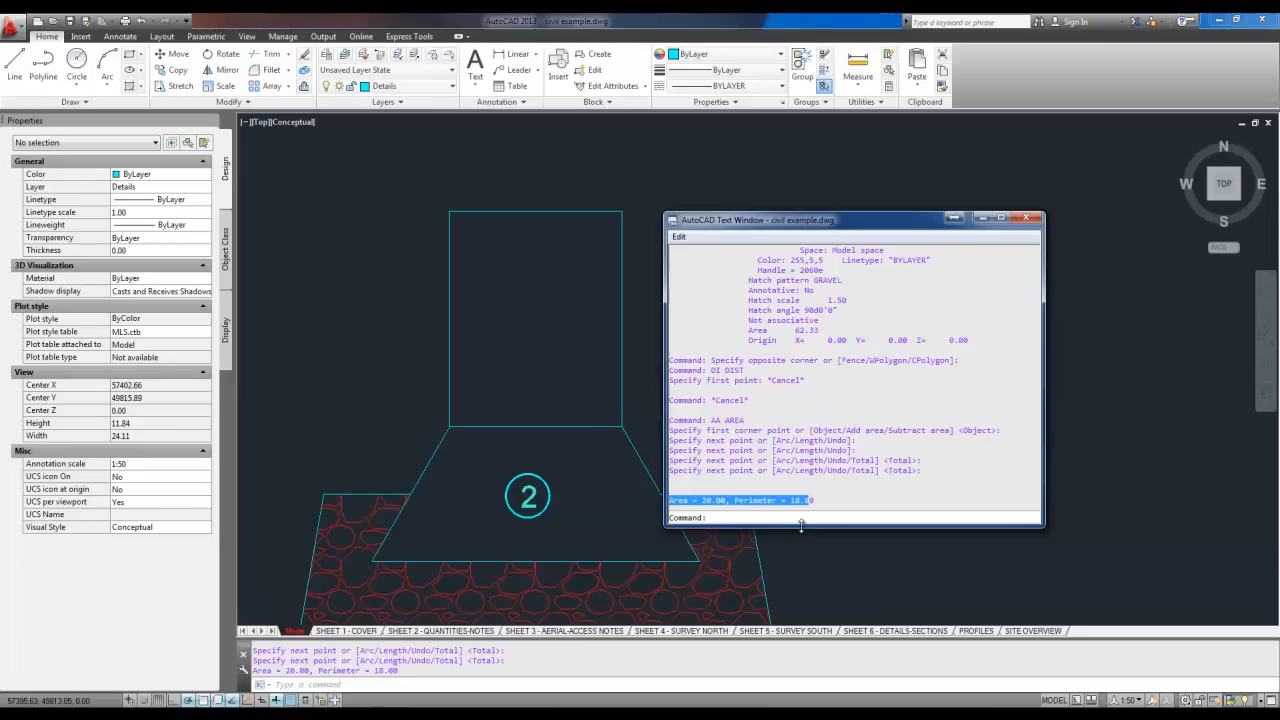 AutoCAD 2013 civil example.dwg
Type a keyword or phrase
Sign In
Home Insert Annotate Layout Parametric View Manage Output Online Express Tools
Line Polyline Circle Arc
Move Rotate Trim
Copy Mirror Fillet
Stretch Scale Array
Unsaved Layer State
Details
Text
Linear
Leader
Table
Insert
Create
Edit
Edit Attributes
ByLayer
ByLayer
BYLAYER
Group
Measure
Paste
Draw Modify Layers Annotation Block Properties Groups Utilities Clipboard
Properties
No selection
General
Color ByLayer
Layer Details
Linetype ByLayer
Linetype scale 1.00
Lineweight ByLayer
Transparency ByLayer
Thickness 0.00
3D Visualization
Material ByLayer
Shadow display Casts and Receives Shadows
Plot style
Plot style ByColor
Plot style table MLS.ctb
Plot table attached to Model
Plot table type Not available
View
Center X 57402.66
Center Y 49815.89
Center Z 0.00
Height 11.84
Width 24.11
Misc
Annotation scale 1:50
UCS icon On No
UCS icon at origin No
UCS per viewport Yes
Visual Style Conceptual
Design
Object Class
Display
[−][Top][Conceptual]
N
W TOP E
S
WCS
2
AutoCAD Text Window - civil example.dwg
Edit
Space: Model space
Color: 255,5,5 Linetype: "BYLAYER"
Handle = 2060e
Hatch pattern GRAVEL
Annotative: No
Hatch scale 1.50
Hatch angle 90d0'0"
Not associative
Area 62.33
Origin X= 0.00 Y= 0.00 Z= 0.00
Command: Specify opposite corner or [Fence/WPolygon/CPolygon]:
Command: DI DIST
Specify first point: *Cancel*
Command: *Cancel*
Command: AA AREA
Specify first corner point or [Object/Add area/Subtract area] <Object>:
Specify next point or [Arc/Length/Undo]:
Specify next point or [Arc/Length/Undo]:
Specify next point or [Arc/Length/Undo/Total] <Total>:
Specify next point or [Arc/Length/Undo/Total] <Total>:
Area = 20.00, Perimeter = 18.00
Command:
Model SHEET 1 - COVER SHEET 2 - QUANTITIES-NOTES SHEET 3 - AERIAL-ACCESS NOTES SHEET 4 - SURVEY NORTH SHEET 5 - SURVEY SOUTH SHEET 6 - DETAILS-SECTIONS PROFILES SITE OVERVIEW
Specify next point or [Arc/Length/Undo/Total] <Total>:
Specify next point or [Arc/Length/Undo/Total] <Total>:
Area = 20.00, Perimeter = 18.00
Type a command
57395.63, 49813.05, 0.00
MODEL
1:50